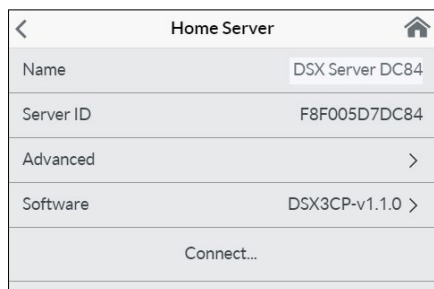 Home Server
Name DSX Server DC84
Server ID F8F005D7DC84
Advanced
Software DSX3CP-v1.1.0
Connect...